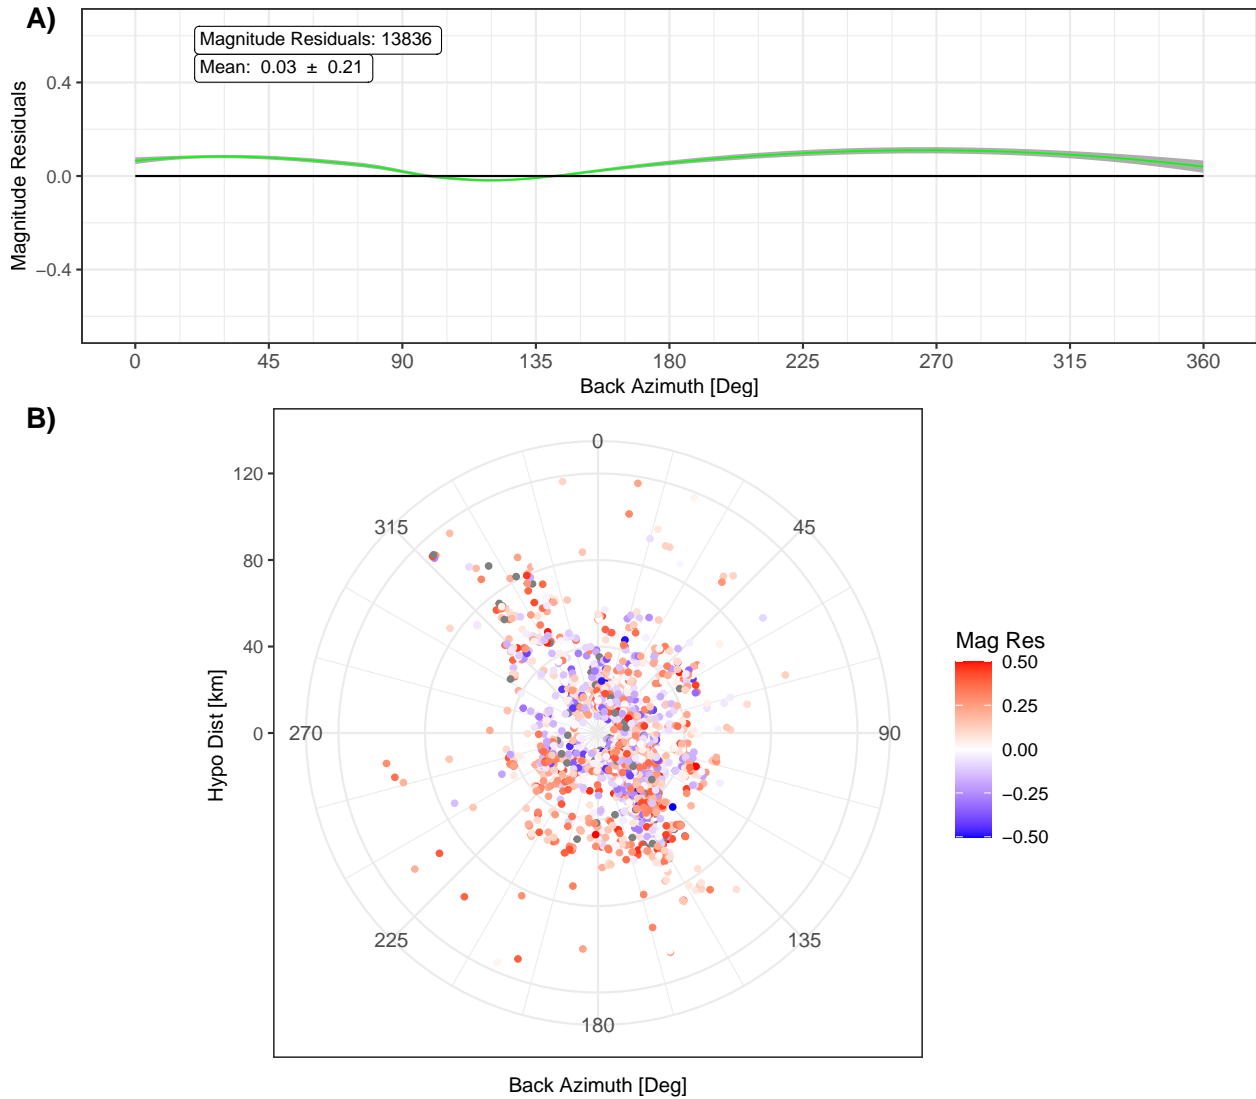 A)
Magnitude Residuals: 13836
Mean:  0.03  ±  0.21
0.4
0.0
−0.4
Magnitude Residuals
0 45 90 135 180 225 270 315 360
Back Azimuth [Deg]
B)
0
45
90
135
180
225
270
315
120
80
40
0
Hypo Dist [km]
Back Azimuth [Deg]
Mag Res
0.50
0.25
0.00
−0.25
−0.50